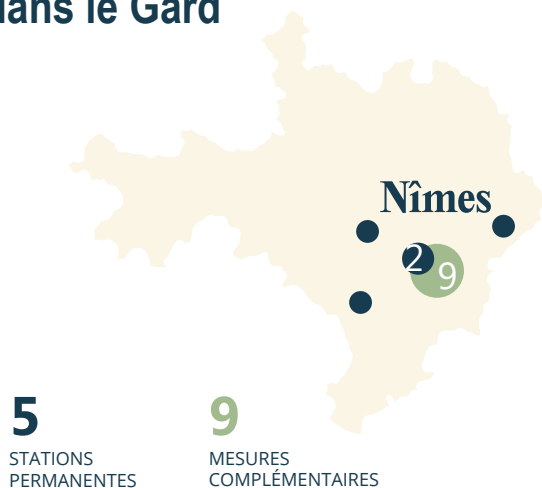 dans le Gard
Nîmes
2
9
5
STATIONS
PERMANENTES
9
MESURES
COMPLÉMENTAIRES